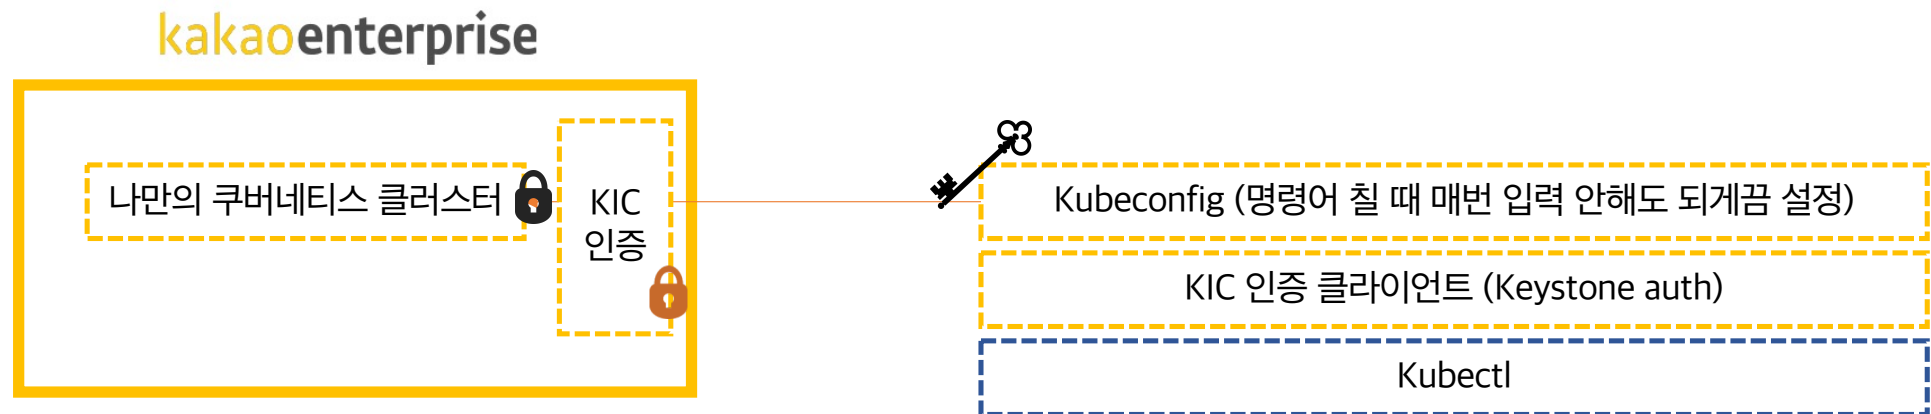 kakaoenterprise
나만의 쿠버네티스 클러스터
KIC
인증
Kubeconfig (명령어 칠 때 매번 입력 안해도 되게끔 설정)
KIC 인증 클라이언트 (Keystone auth)
Kubectl